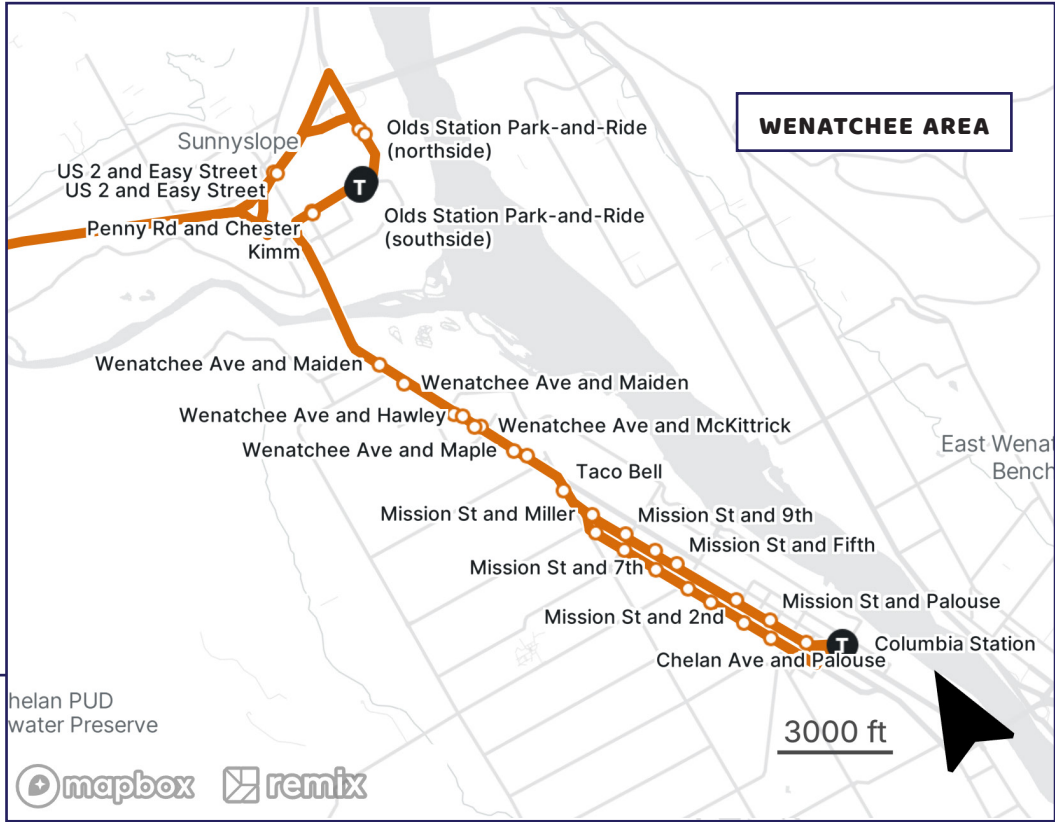 WENATCHEE AREA
Olds Station Park-and-Ride
(northside)
Sunnyslope
US 2 and Easy Street
US 2 and Easy Street
T
Olds Station Park-and-Ride
(southside)
Penny Rd and Chester
Kimm
Wenatchee Ave and Maiden
Wenatchee Ave and Maiden
Wenatchee Ave and Hawley
Wenatchee Ave and McKittrick
Wenatchee Ave and Maple
East Wenat
Bench
Taco Bell
Mission St and Miller
Mission St and 9th
Mission St and Fifth
Mission St and 7th
Mission St and Palouse
Mission St and 2nd
T
Columbia Station
Chelan Ave and Palouse
helan PUD
water Preserve
3000 ft
mapbox
remix